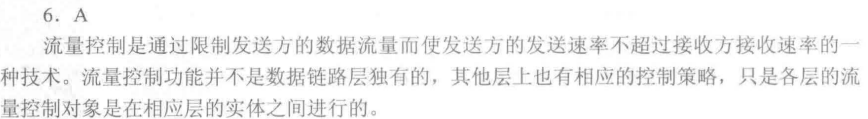 6. A
流量控制是通过限制发送方的数据流量而使发送方的发送速率不超过接收方接收速率的一
种技术。流量控制功能并不是数据链路层独有的，其他层上也有相应的控制策略，只是各层的流
量控制对象是在相应层的实体之间进行的。